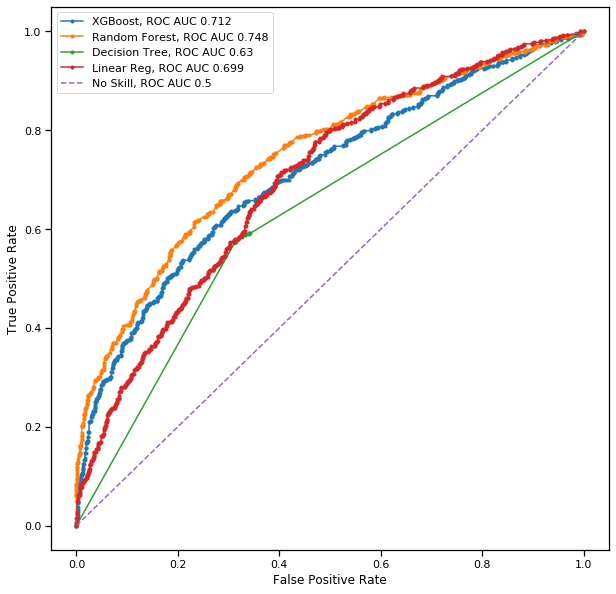 XGBoost, ROC AUC 0.712
Random Forest, ROC AUC 0.748
Decision Tree, ROC AUC 0.63
Linear Reg, ROC AUC 0.699
No Skill, ROC AUC 0.5
1.0
0.8
0.6
0.4
0.2
0.0
True Positive Rate
0.0 0.2 0.4 0.6 0.8 1.0
False Positive Rate